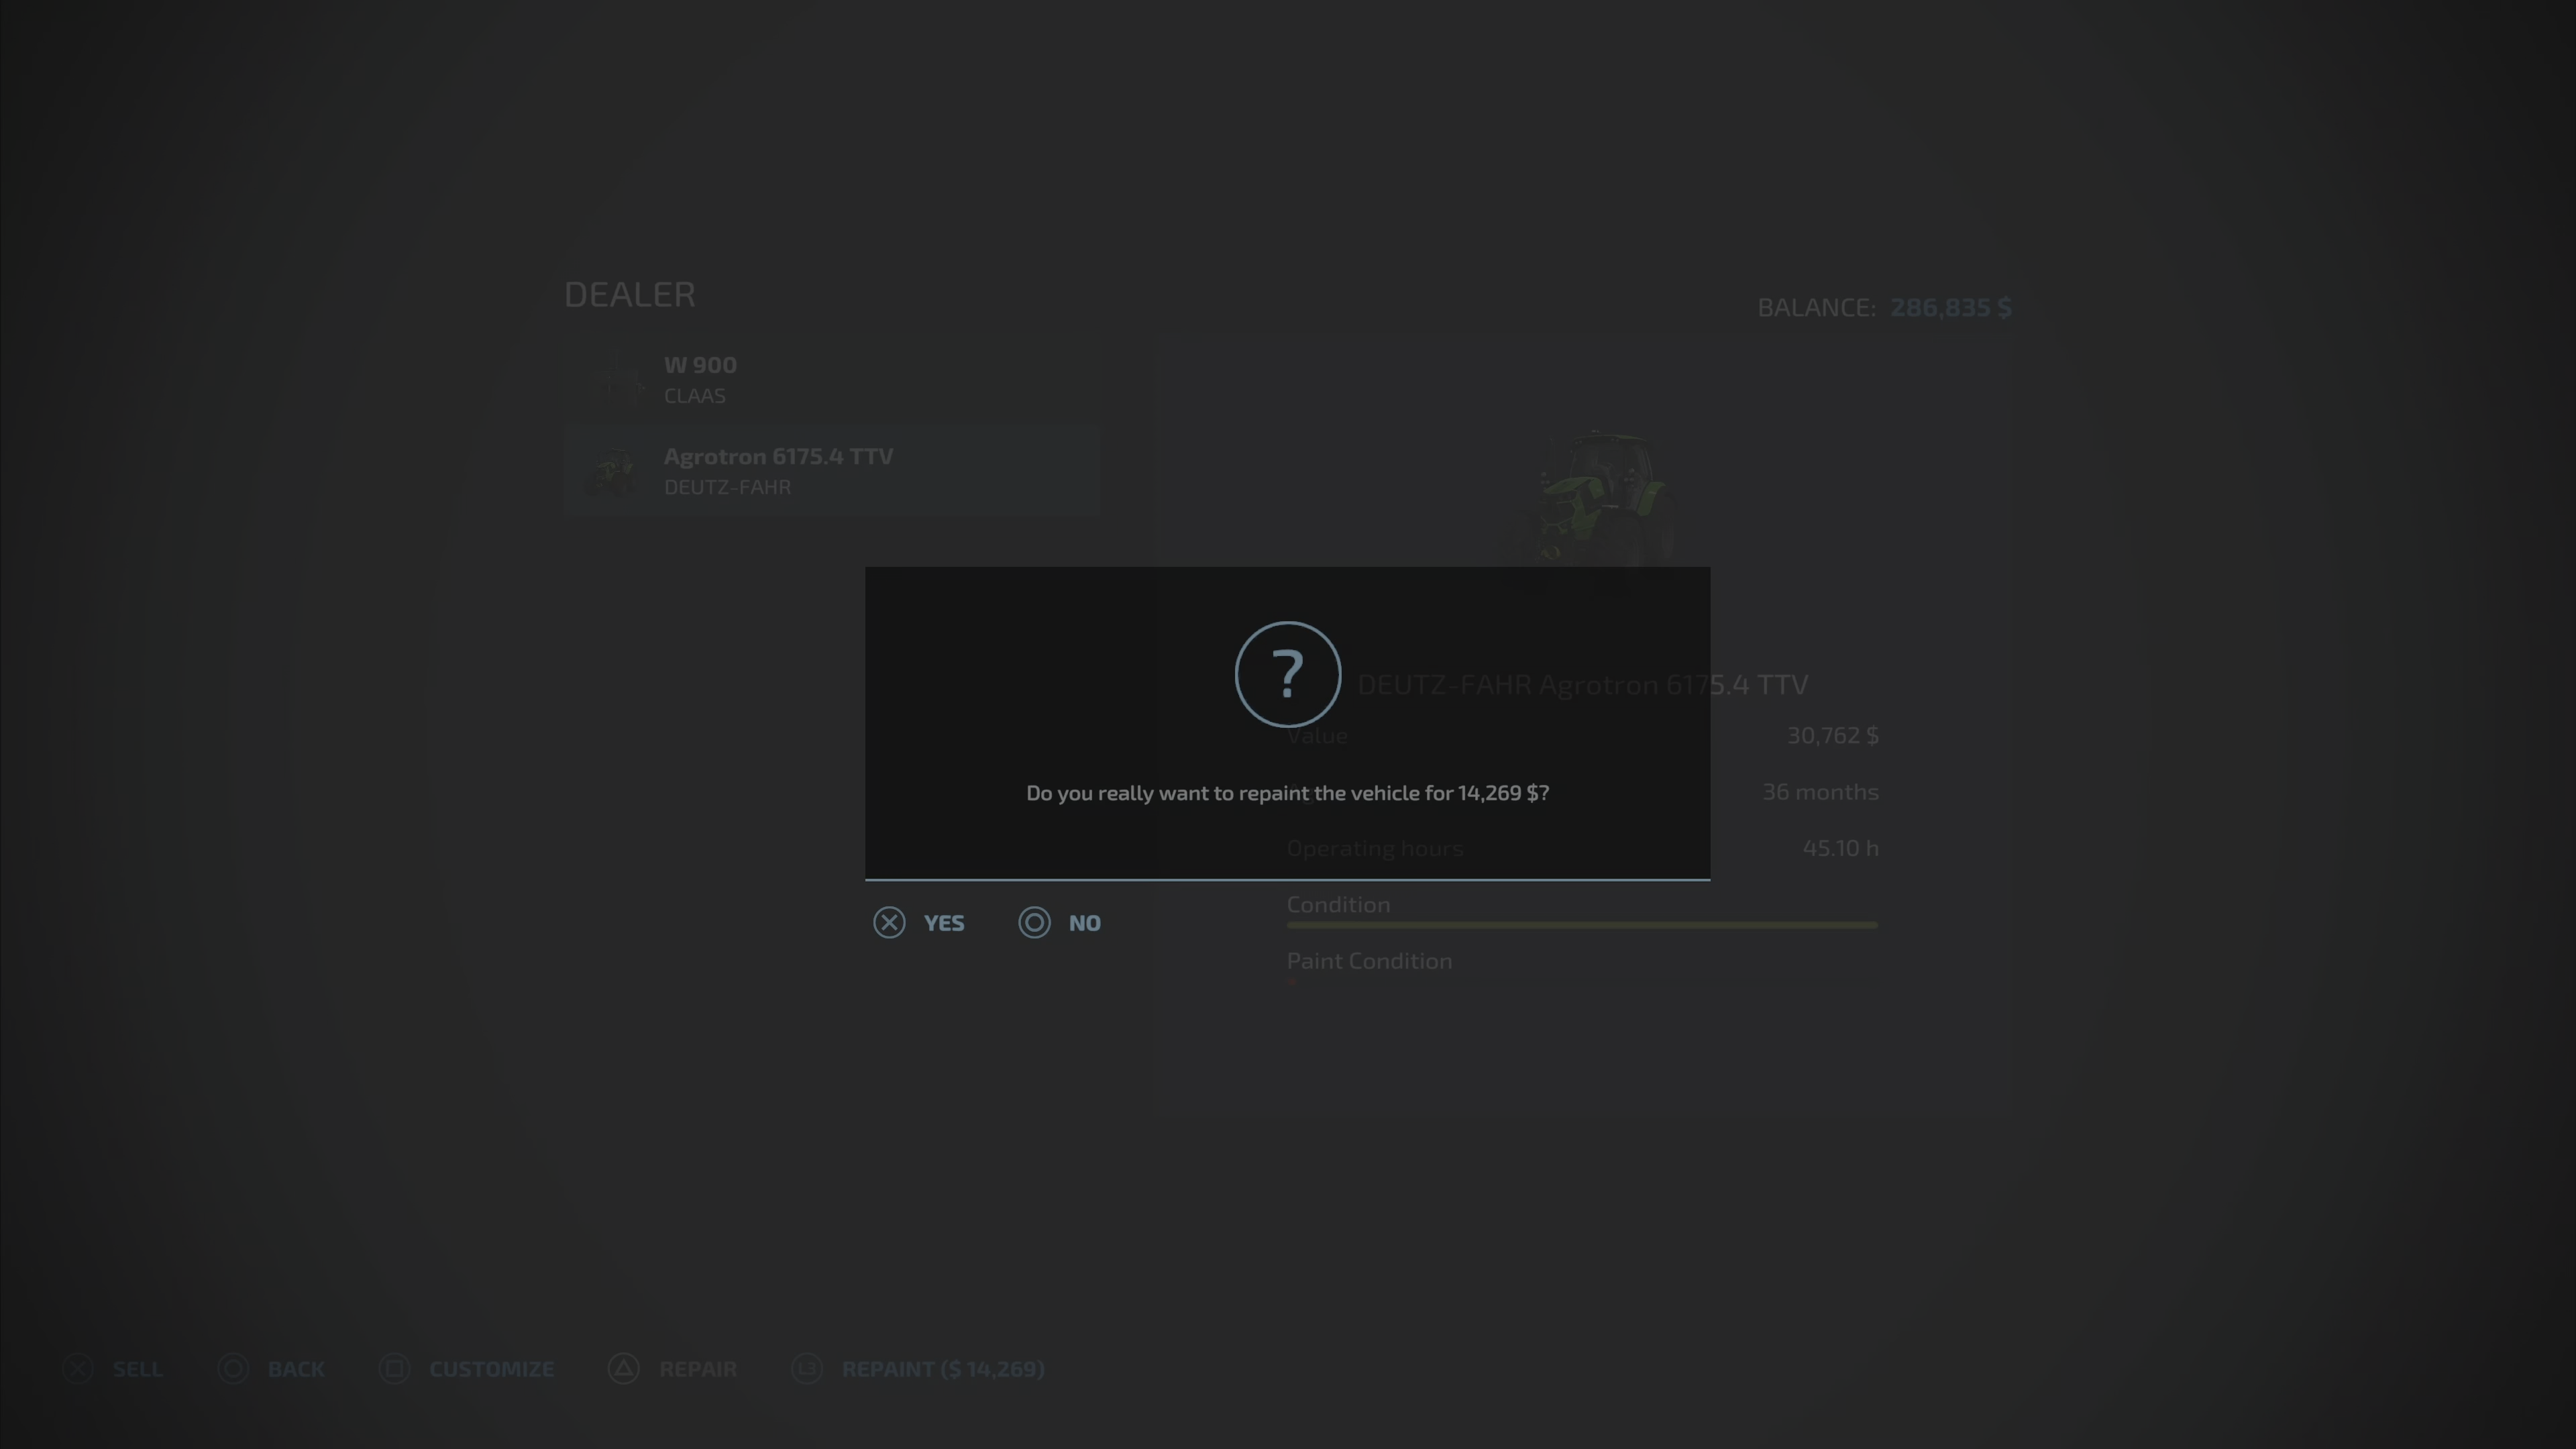 DEALER
BALANCE: 286,835 $
W 900
CLAAS
Agrotron 6175.4 TTV
DEUTZ-FAHR
?
DEUTZ-FAHR Agrotron 6175.4 TTV
Value 30,762 $
Do you really want to repaint the vehicle for 14,269 $?
36 months
Operating hours 45.10 h
Condition
YES NO
Paint Condition
SELL BACK CUSTOMIZE REPAIR L3 REPAINT ($ 14,269)